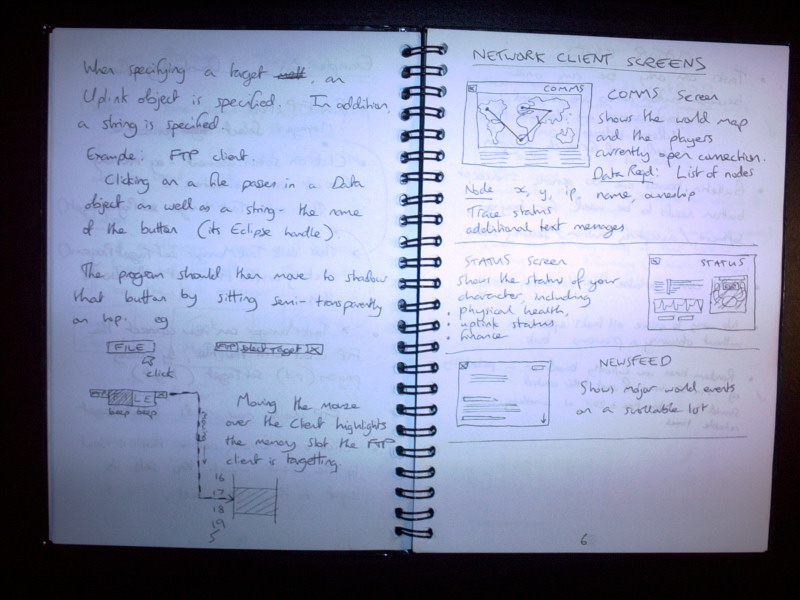 When specifying a target, an
Uplink object is specified. In addition,
a string is specified.
Example: FTP client
Clicking on a file passes in a Data
object as well as a string - the name
of the button (its Eclipse handle)
The program should then move to shadow
that button by sitting semi-transparently
on top. eg
FILE
FTP Select Target X
click
LE
beep beep
Moving the mouse
over the Client highlights
the memory slot the FTP
client is targetting.
16
17
18
19
5
NETWORK CLIENT SCREENS
COMMS
COMMS Screen
shows the world map
and the players
currently open connection.
Data Reqd: List of nodes
Node x, y, ip, name, ownership
Trace status
additional text messages
STATUS Screen
shows the status of your
character, including
· physical health,
· uplink status
· finance
STATUS
NEWSFEED
Shows major world events
on a scrollable list
6